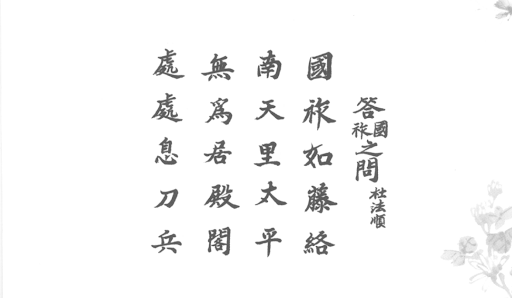 答國祚之問
杜法順
國祚如藤絡
南天里太平
無爲居殿閣
處處息刀兵